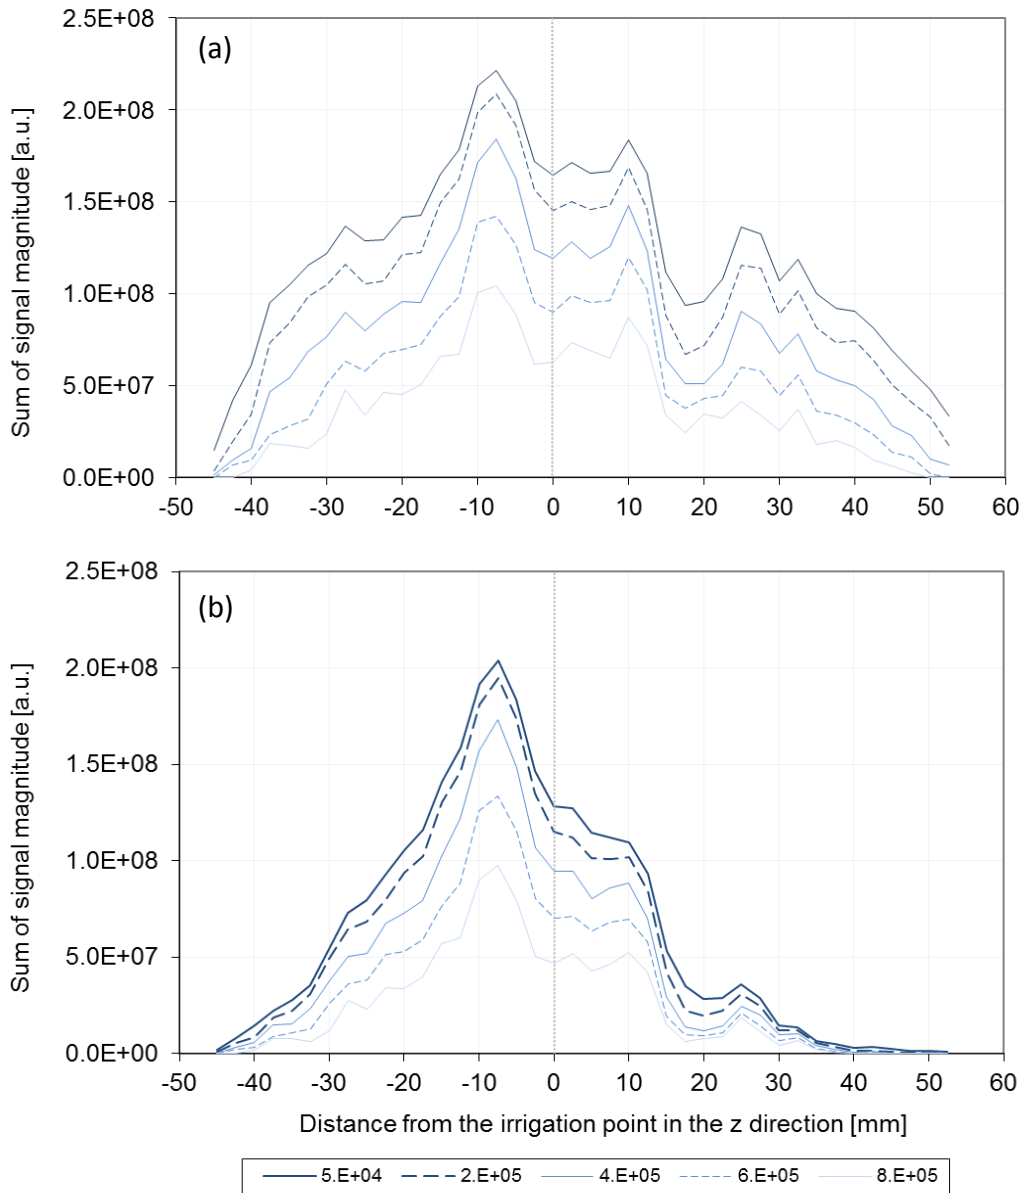 (a)
Sum of signal magnitude [a.u.]
2.5E+08
2.0E+08
1.5E+08
1.0E+08
5.0E+07
0.0E+00
-50 -40 -30 -20 -10 0 10 20 30 40 50 60
(b)
Sum of signal magnitude [a.u.]
2.5E+08
2.0E+08
1.5E+08
1.0E+08
5.0E+07
0.0E+00
-50 -40 -30 -20 -10 0 10 20 30 40 50 60
Distance from the irrigation point in the z direction [mm]
5.E+04 2.E+05 4.E+05 6.E+05 8.E+05